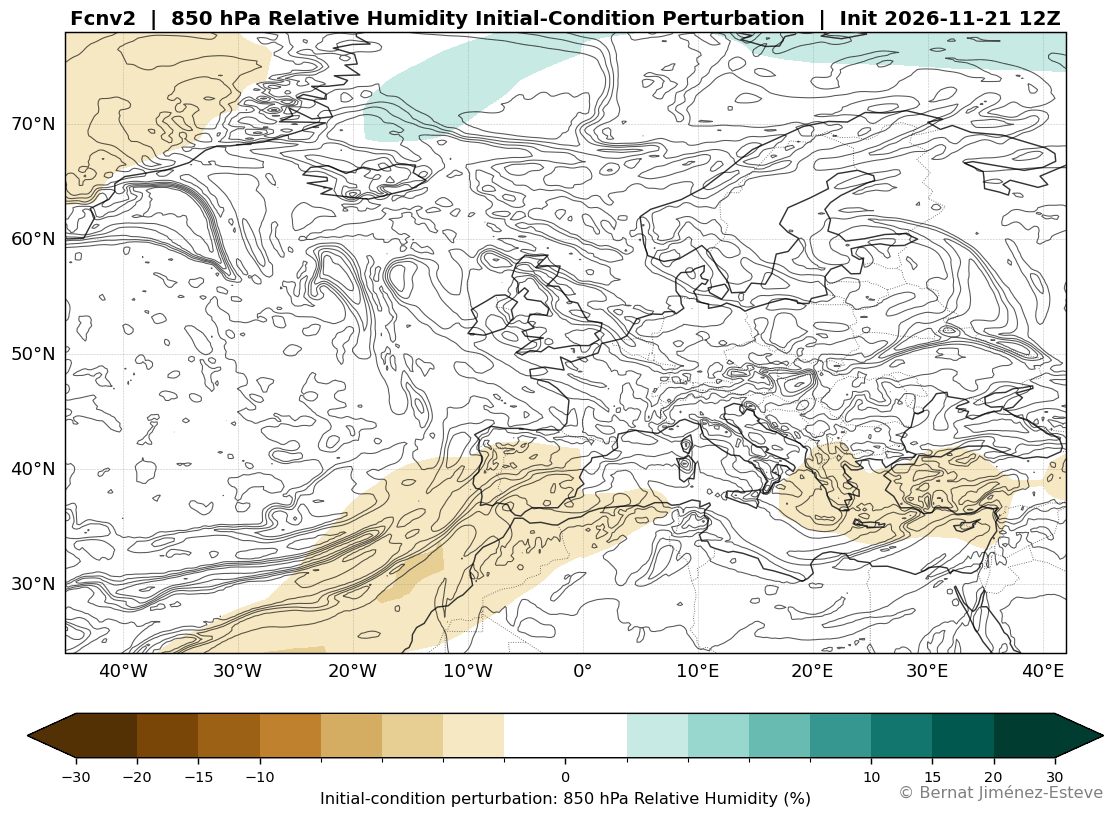 Fcnv2 | 850 hPa Relative Humidity Initial-Condition Perturbation | Init 2026-11-21 12Z
70°N
60°N
50°N
40°N
30°N
40°W 30°W 20°W 10°W 0° 10°E 20°E 30°E 40°E
−30 −20 −15 −10 0 10 15 20 30
Initial-condition perturbation: 850 hPa Relative Humidity (%)
© Bernat Jiménez-Esteve